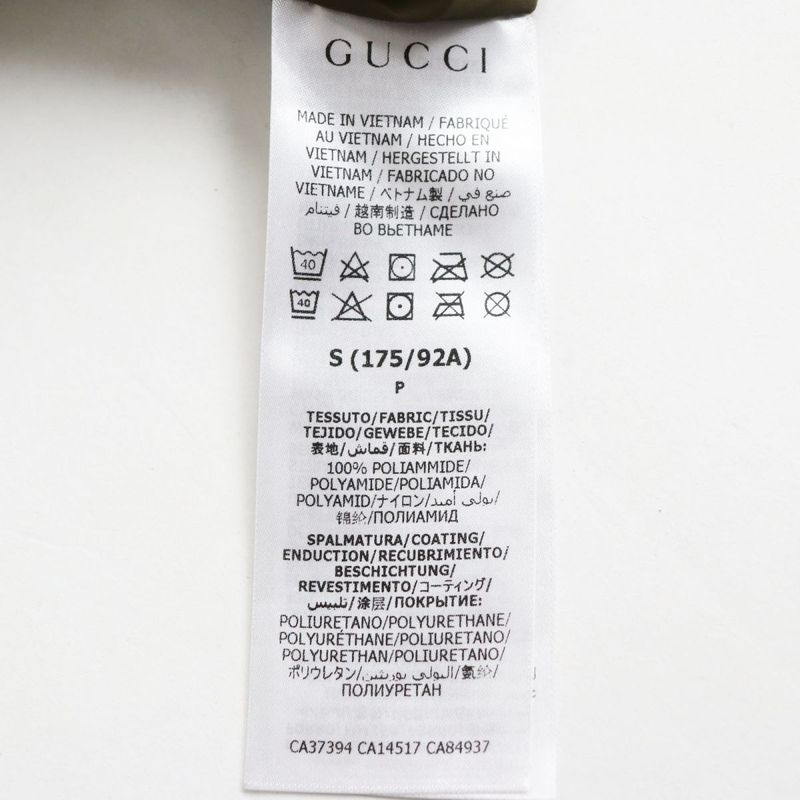 GUCCI
MADE IN VIETNAM / FABRIQUÉ
AU VIETNAM / HECHO EN
VIETNAM / HERGESTELLT IN
VIETNAM / FABRICADO NO
VIETNAME / ベトナム製 / صنع في
فيتنام / 越南制造 / СДЕЛАНО
ВО ВЬЕТНАМЕ
40
40
S (175/92A)
P
TESSUTO/FABRIC/TISSU/
TEJIDO/GEWEBE/TECIDO/
表地/قماش/面料/ТКАНЬ:
100% POLIAMMIDE/
POLYAMIDE/POLIAMIDA/
POLYAMID/ナイロン/بولي أميد/
锦纶/ПОЛИАМИД
SPALMATURA/COATING/
ENDUCTION/RECUBRIMIENTO/
BESCHICHTUNG/
REVESTIMENTO/コーティング/
تلبيس/涂层/ПОКРЫТИЕ:
POLIURETANO/POLYURETHANE/
POLYURÉTHANE/POLIURETANO/
POLYURETHAN/POLIURETANO/
ポリウレタン/البولي يوريثين/氨纶/
ПОЛИУРЕТАН
CA37394 CA14517 CA84937